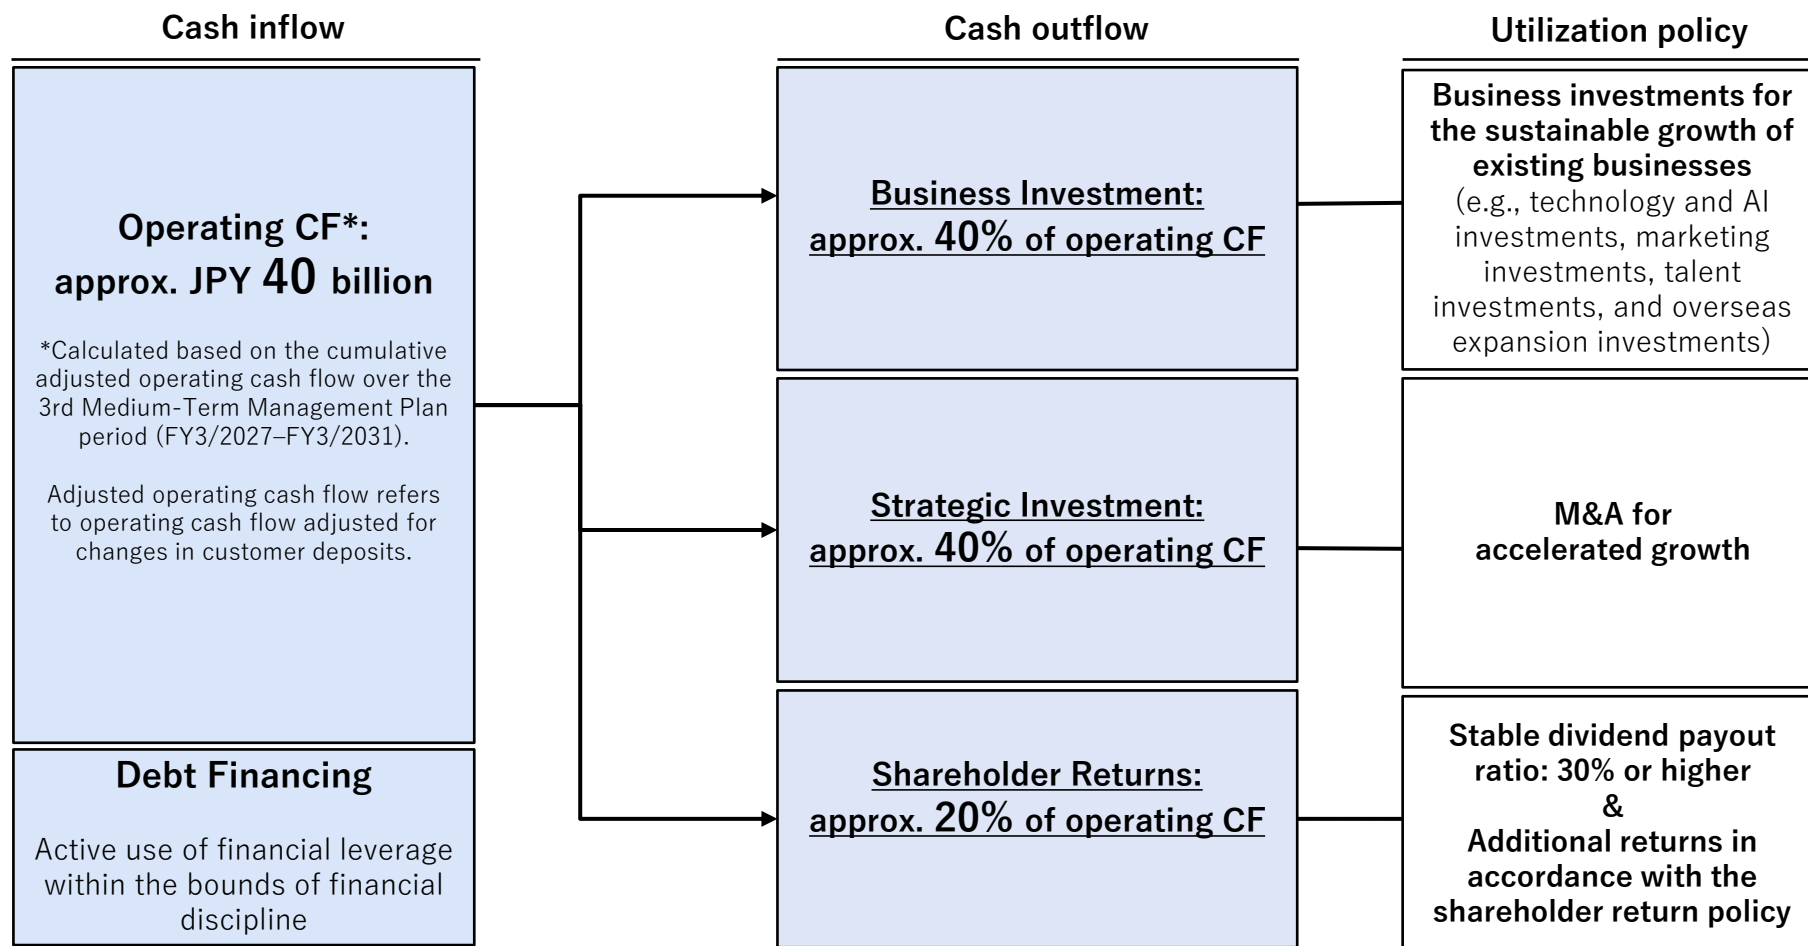 Cash inflow
Operating CF*:
approx. JPY 40 billion
*Calculated based on the cumulative
adjusted operating cash flow over the
3rd Medium-Term Management Plan
period (FY3/2027–FY3/2031).
Adjusted operating cash flow refers
to operating cash flow adjusted for
changes in customer deposits.
Debt Financing
Active use of financial leverage
within the bounds of financial
discipline
Cash outflow
Business Investment:
approx. 40% of operating CF
Strategic Investment:
approx. 40% of operating CF
Shareholder Returns:
approx. 20% of operating CF
Utilization policy
Business investments for
the sustainable growth of
existing businesses
(e.g., technology and AI
investments, marketing
investments, talent
investments, and overseas
expansion investments)
M&A for
accelerated growth
Stable dividend payout
ratio: 30% or higher
&
Additional returns in
accordance with the
shareholder return policy